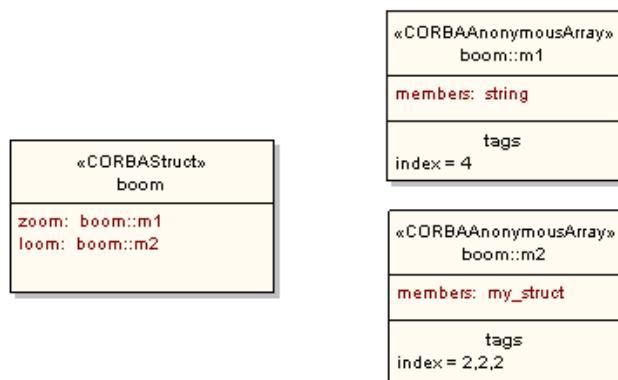 «CORBAStruct»
boom
zoom: boom::m1
loom: boom::m2
«CORBAAnonymousArray»
boom::m1
members: string
tags
index = 4
«CORBAAnonymousArray»
boom::m2
members: my_struct
tags
index = 2,2,2